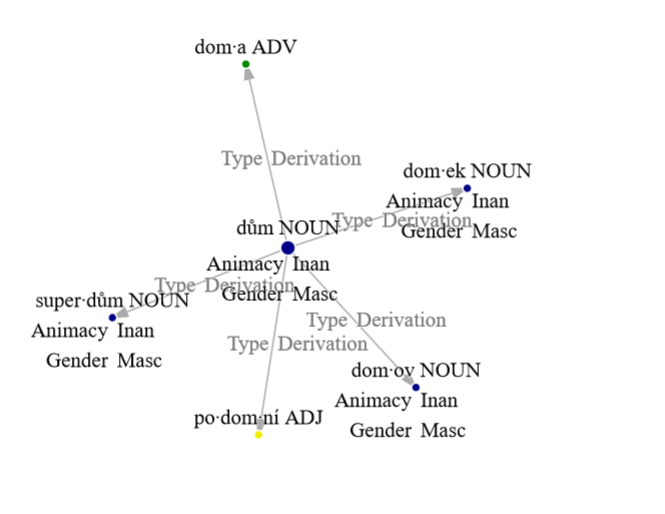 dom·a ADV
Type Derivation
dom·ek NOUN
Animacy Inan
Gender Masc
Type Derivation
dům NOUN
Animacy Inan
Gender Masc
Type Derivation
super·dům NOUN
Animacy Inan
Gender Masc
Type Derivation
Type Derivation
dom·ov NOUN
Animacy Inan
Gender Masc
po·dom·ní ADJ